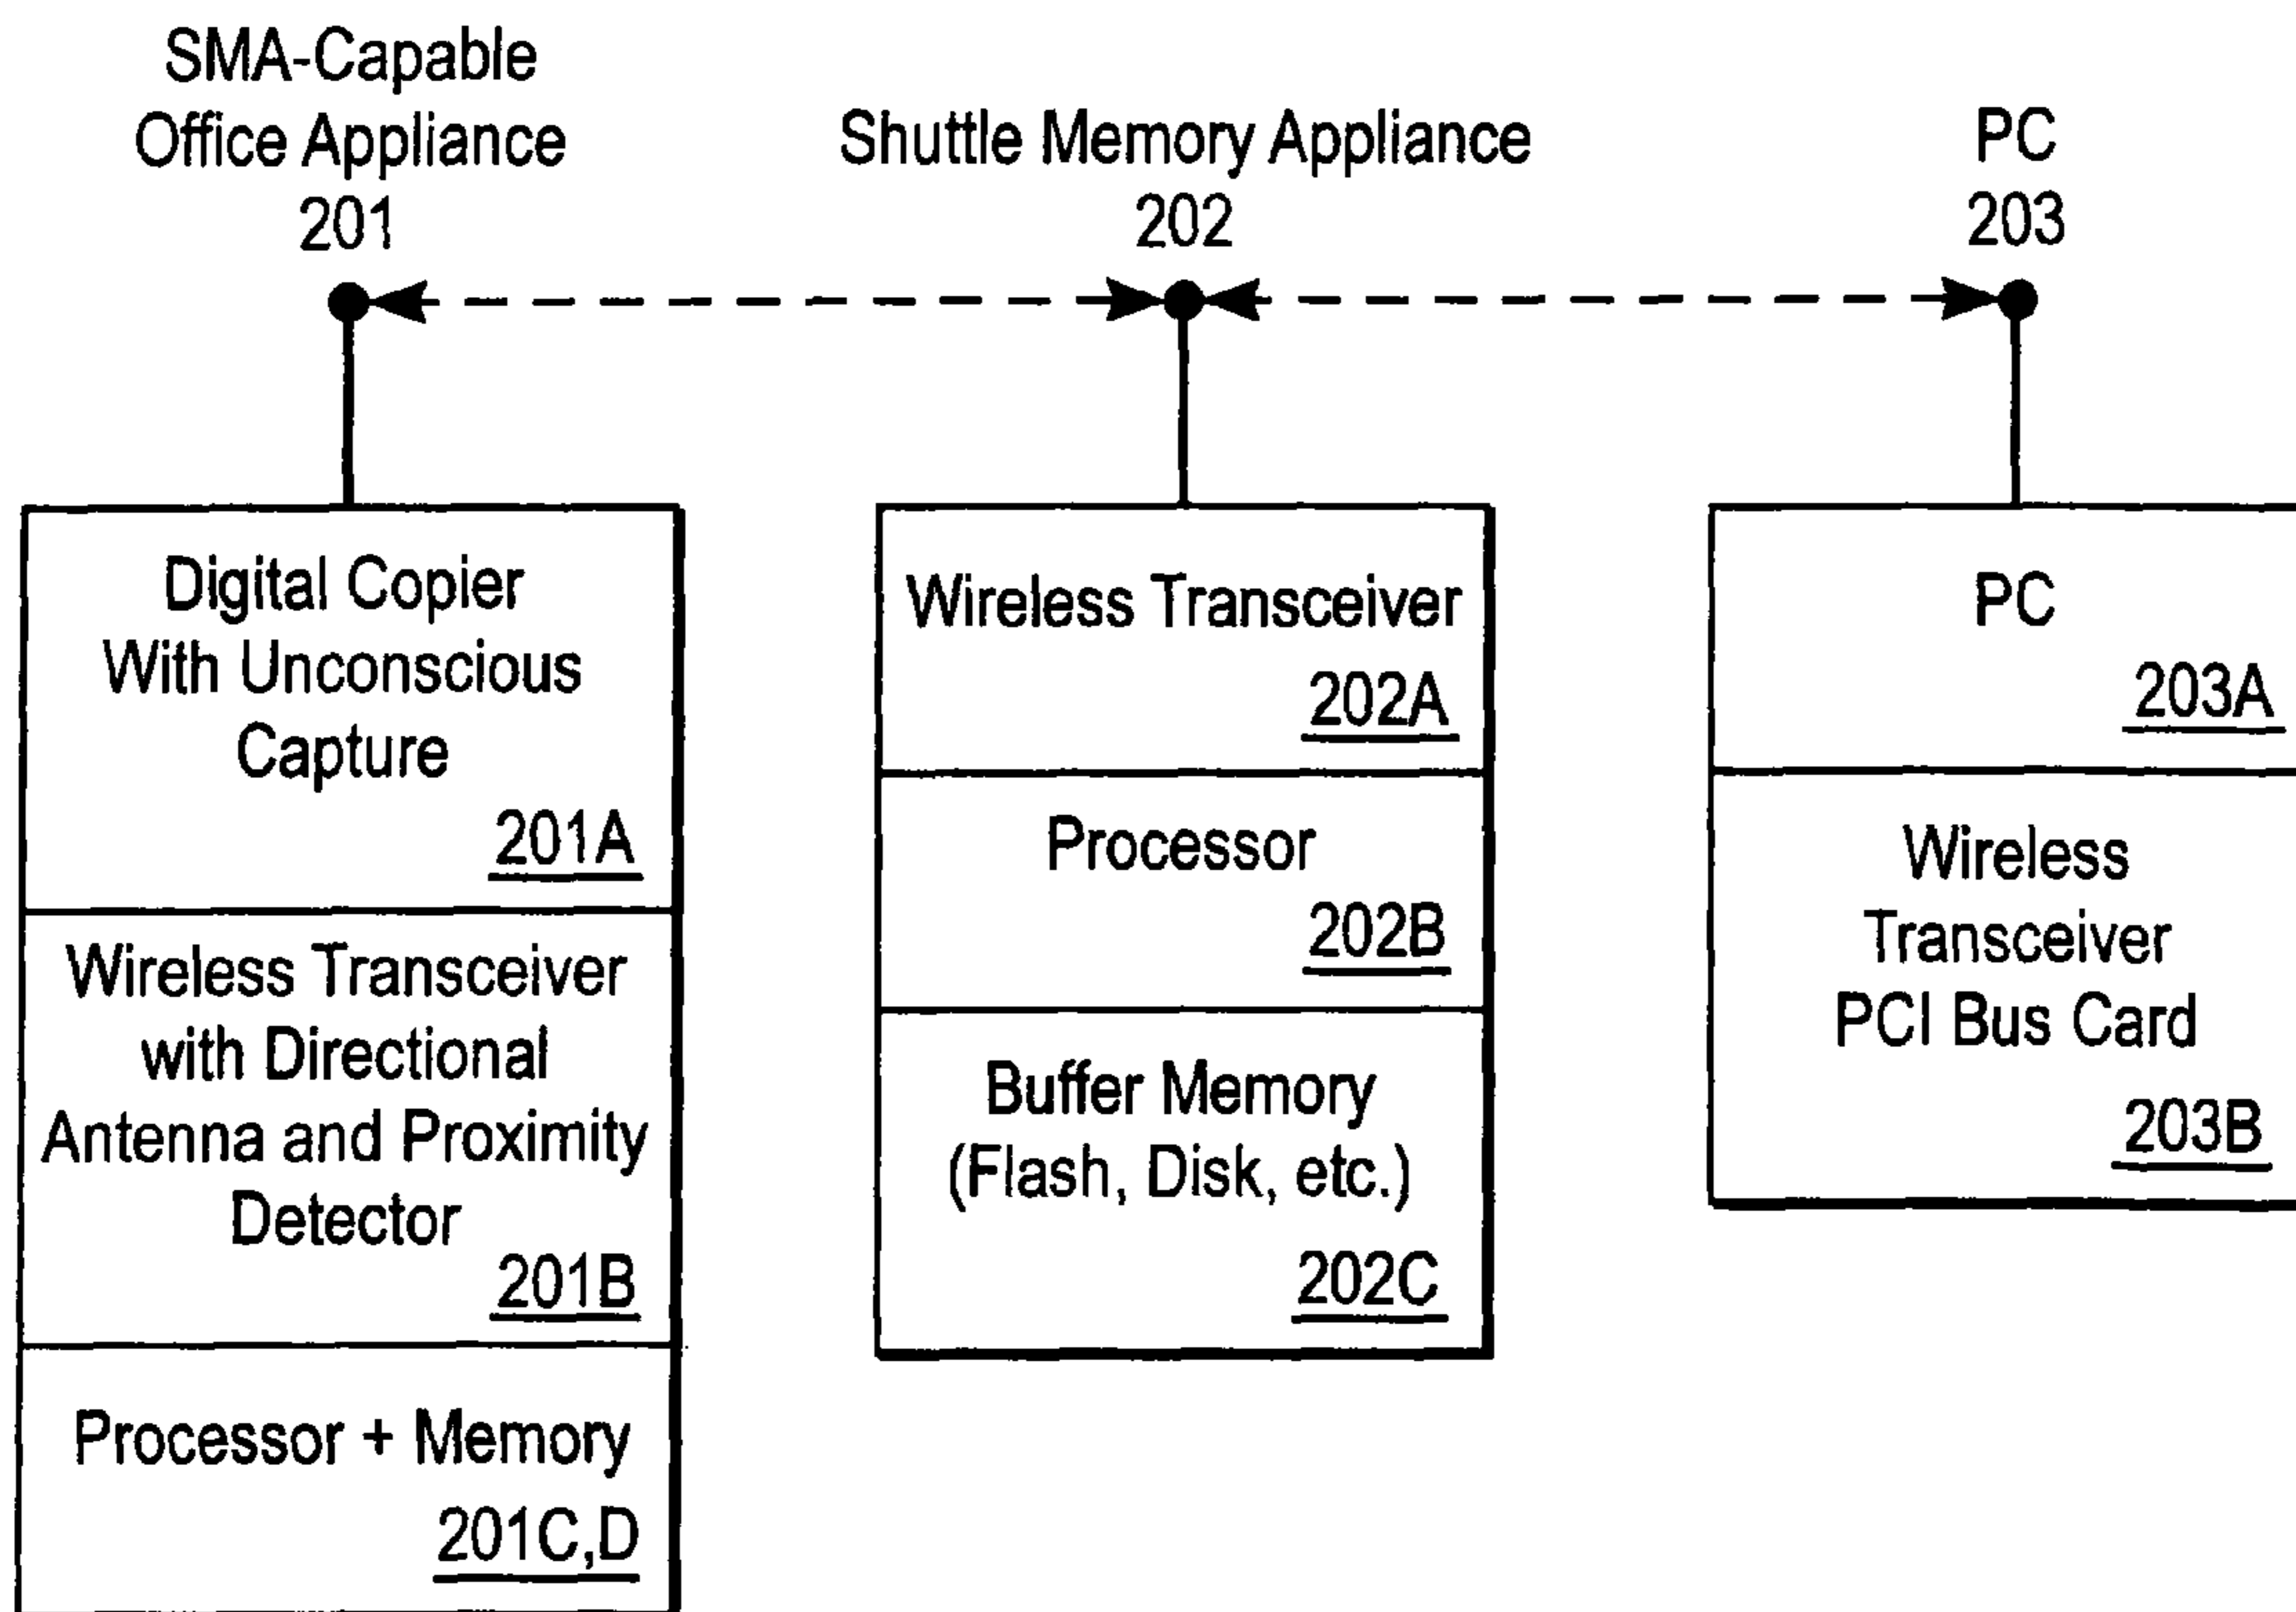 SMA-Capable
Office Appliance
201
Shuttle Memory Appliance
202
PC
203
Digital Copier
With Unconscious
Capture
201A
Wireless Transceiver
with Directional
Antenna and Proximity
Detector
201B
Processor + Memory
201C,D
Wireless Transceiver
202A
Processor
202B
Buffer Memory
(Flash, Disk, etc.)
202C
PC
203A
Wireless
Transceiver
PCI Bus Card
203B